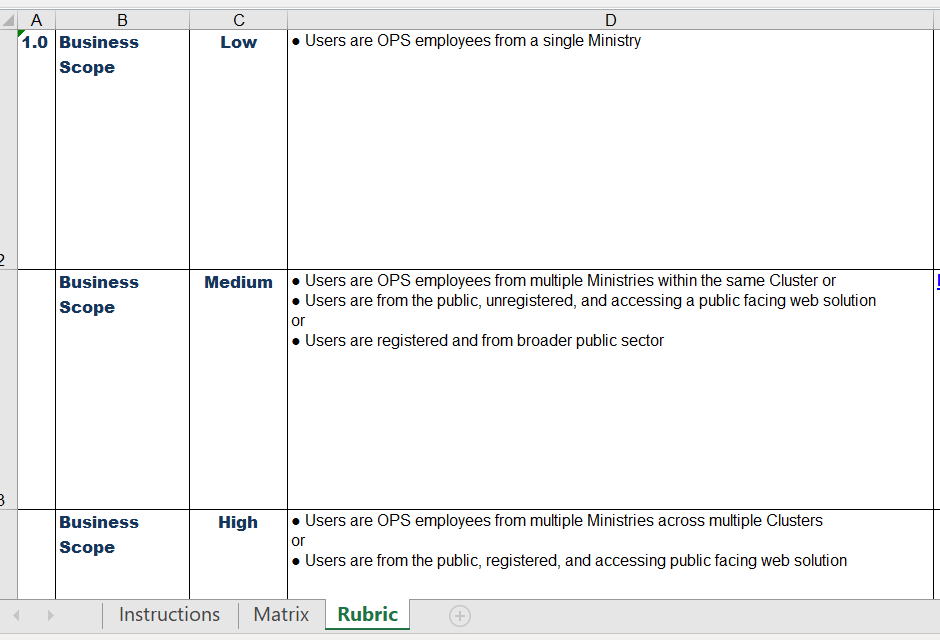 A B C D
1.0 Business Scope Low ● Users are OPS employees from a single Ministry
2
Business Scope Medium ● Users are OPS employees from multiple Ministries within the same Cluster or
● Users are from the public, unregistered, and accessing a public facing web solution
or
● Users are registered and from broader public sector
3
Business Scope High ● Users are OPS employees from multiple Ministries across multiple Clusters
or
● Users are from the public, registered, and accessing public facing web solution
Instructions Matrix Rubric